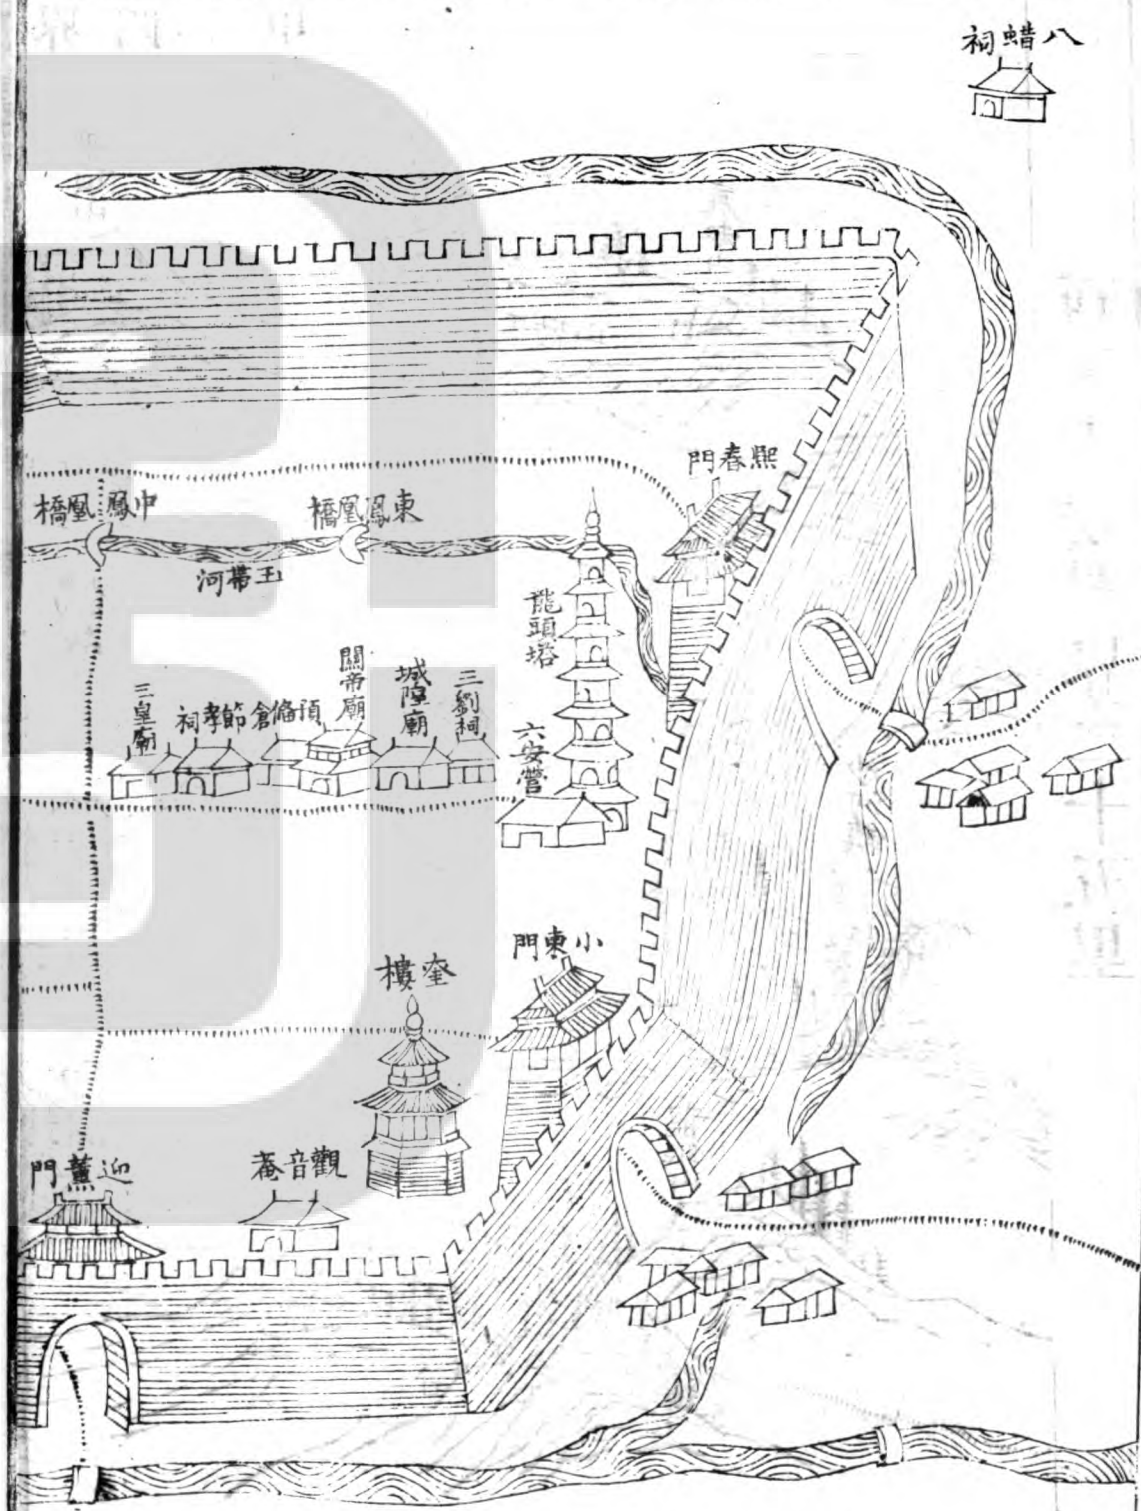 八蜡祠
熙春門
東鳳凰橋
中鳳凰橋
玉帶河
龍頭塔
三劉祠
城隍廟
關帝廟
預偹倉
節孝祠
三皇廟
六安營
小東門
奎樓
觀音菴
迎薰門